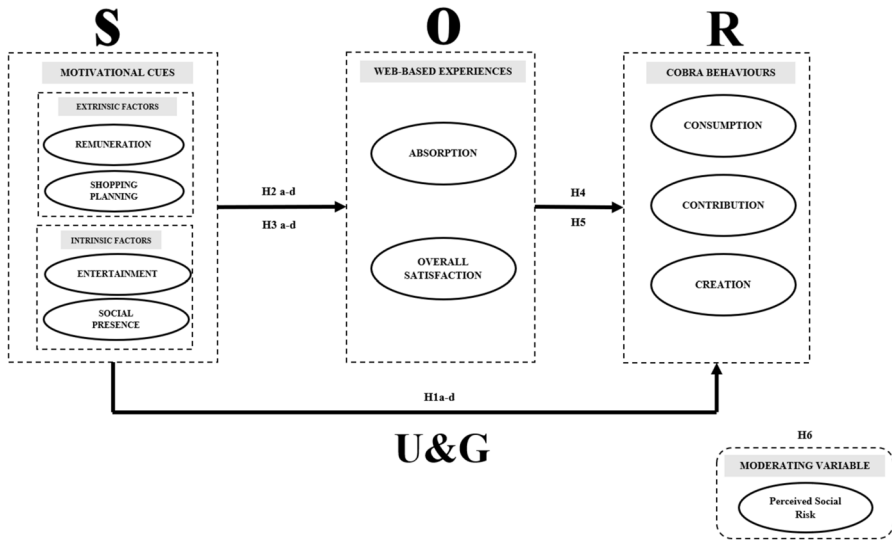 S
O
R
MOTIVATIONAL CUES
EXTRINSIC FACTORS
REMUNERATION
SHOPPING
PLANNING
INTRINSIC FACTORS
ENTERTAINMENT
SOCIAL
PRESENCE
H2 a-d
H3 a-d
WEB-BASED EXPERIENCES
ABSORPTION
OVERALL
SATISFACTION
H4
H5
COBRA BEHAVIOURS
CONSUMPTION
CONTRIBUTION
CREATION
H1a-d
U&G
H6
MODERATING VARIABLE
Perceived Social
Risk